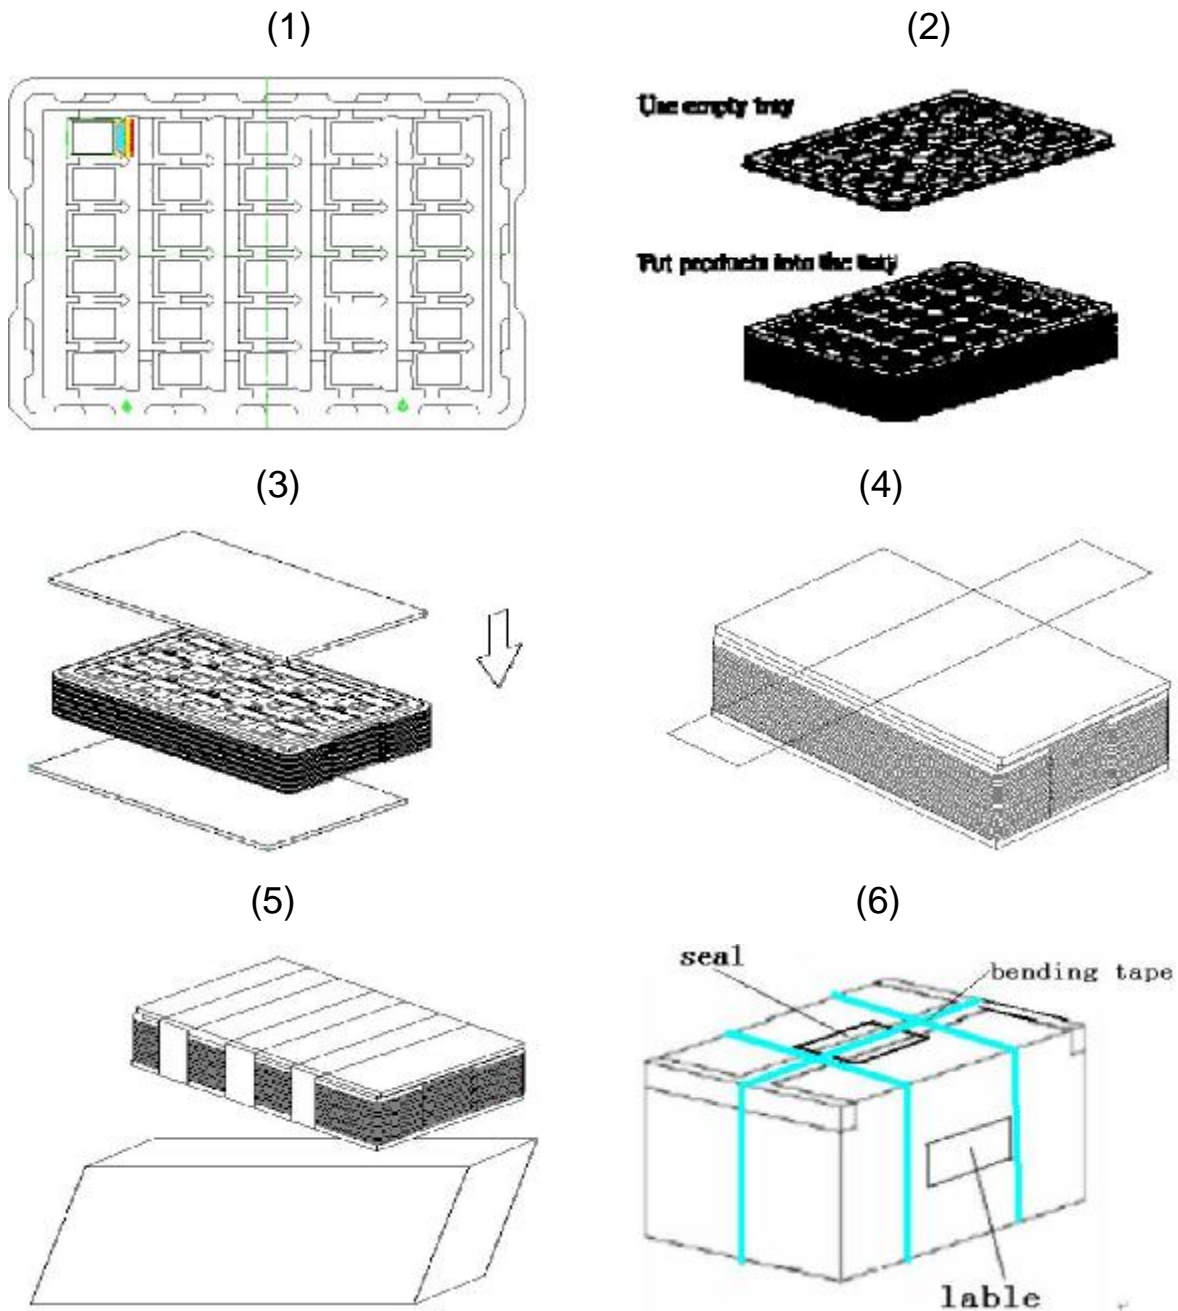 (1)
(2)
Use empty tray
Put products into the tray
(3)
(4)
(5)
(6)
seal
bending tape
lable